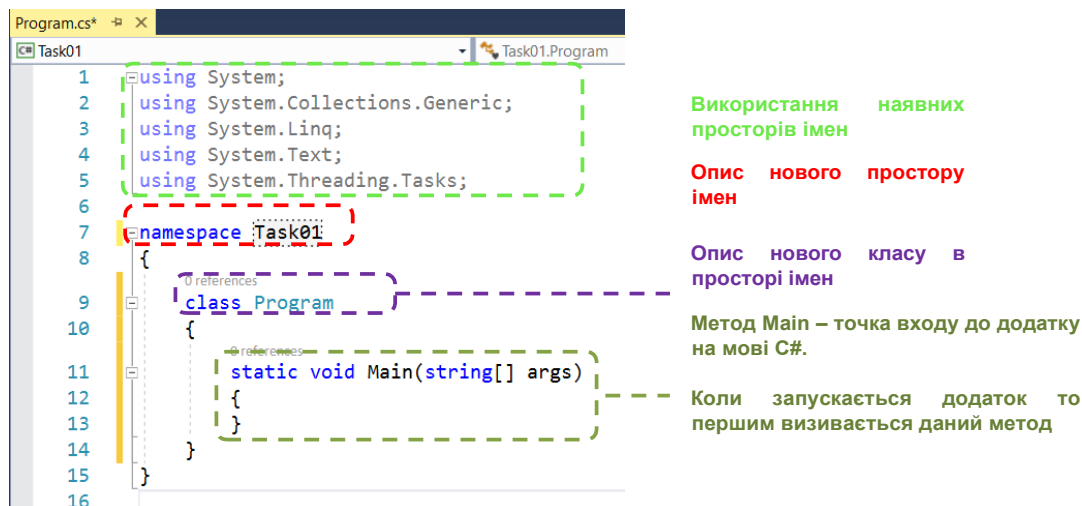 Program.cs*
C# Task01
Task01.Program
1 using System;
2 using System.Collections.Generic;
3 using System.Linq;
4 using System.Text;
5 using System.Threading.Tasks;
6
7 namespace Task01
8 {
0 references
9 class Program
10 {
0 references
11 static void Main(string[] args)
12 {
13 }
14 }
15 }
16
Використання наявних
просторів імен
Опис нового простору
імен
Опис нового класу в
просторі імен
Метод Main – точка входу до додатку
на мові C#.
Коли запускається додаток то
першим визивається даний метод